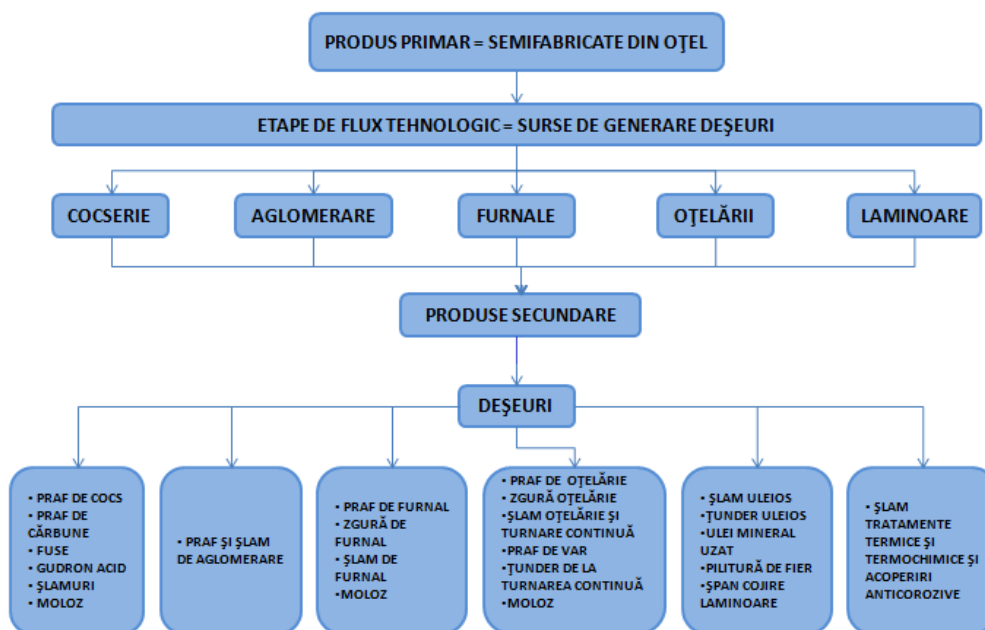 PRODUS PRIMAR = SEMIFABRICATE DIN OŢEL
ETAPE DE FLUX TEHNOLOGIC = SURSE DE GENERARE DEŞEURI
COCSERIE
AGLOMERARE
FURNALE
OŢELĂRII
LAMINOARE
PRODUSE SECUNDARE
DEŞEURI
• PRAF DE COCS
• PRAF DE
CĂRBUNE
• FUSE
• GUDRON ACID
• ŞLAMURI
• MOLOZ
• PRAF ŞI ŞLAM
DE AGLOMERARE
• PRAF DE FURNAL
• ZGURĂ DE
FURNAL
• ŞLAM DE
FURNAL
•MOLOZ
• PRAF DE OŢELĂRIE
• ZGURĂ OŢELĂRIE
•ŞLAM OŢELĂRIE ŞI
TURNARE CONTINUĂ
•PRAF DE VAR
•ŢUNDER DE LA
TURNAREA CONTINUĂ
•MOLOZ
• ŞLAM ULEIOS
•ŢUNDER ULEIOS
•ULEI MINERAL
UZAT
•PILITURĂ DE FIER
•ŞPAN COJIRE
LAMINOARE
• ŞLAM
TRATAMENTE
TERMICE ŞI
TERMOCHIMICE ŞI
ACOPERIRI
ANTICOROZIVE